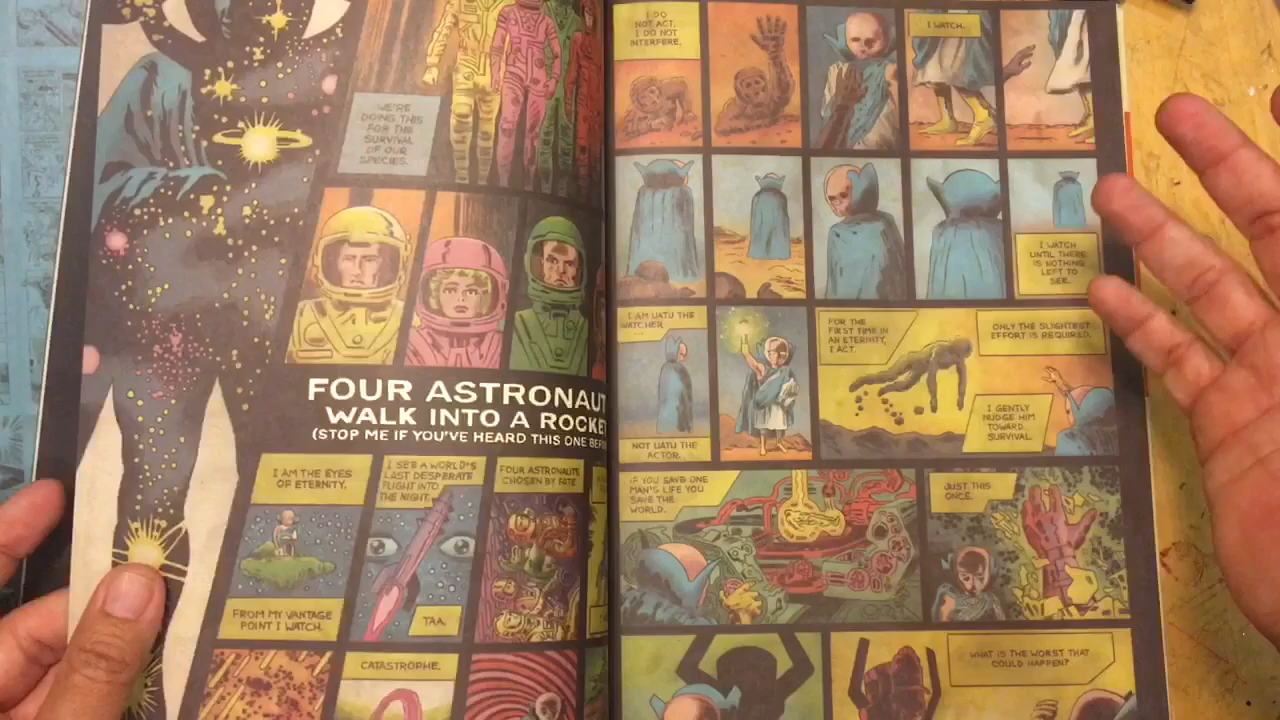 WE'RE
DOING THIS
FOR THE
SURVIVAL
OF OUR
SPECIES.
FOUR ASTRONAUT
WALK INTO A ROCKET
(STOP ME IF YOU'VE HEARD THIS ONE BEF
I AM THE EYES
OF ETERNITY.
FROM MY VANTAGE
POINT I WATCH.
I SEE A WORLD'S
LAST DESPERATE
FLIGHT INTO
THE NIGHT.
TAA.
FOUR ASTRONAUTS
CHOSEN BY FATE
CATASTROPHE.
I DO
NOT ACT.
I DO NOT
INTERFERE.
I WATCH.
I WATCH
UNTIL THERE
IS NOTHING
LEFT TO
SEE.
I AM UATU THE
WATCHER
...
NOT UATU THE
ACTOR.
FOR THE
FIRST TIME IN
AN ETERNITY,
I ACT.
ONLY THE SLIGHTEST
EFFORT IS REQUIRED.
I GENTLY
NUDGE HIM
TOWARD
SURVIVAL.
IF YOU SAVE ONE
MAN'S LIFE YOU
SAVE THE
WORLD.
JUST THIS
ONCE.
WHAT IS THE WORST THAT
COULD HAPPEN?